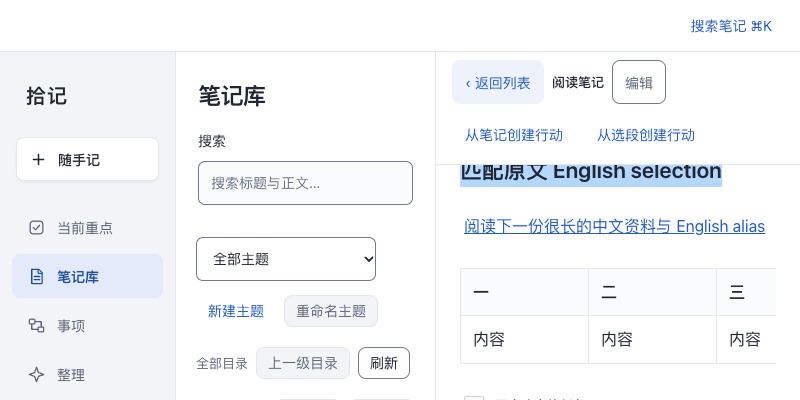 搜索笔记 ⌘K
拾记
+ 随手记
当前重点
笔记库
事项
整理
笔记库
搜索
搜索标题与正文...
全部主题
新建主题 重命名主题
全部目录 上一级目录 刷新
‹ 返回列表 阅读笔记 编辑
从笔记创建行动 从选段创建行动
匹配原文 English selection
阅读下一份很长的中文资料与 English alias
一 二 三
内容 内容 内容